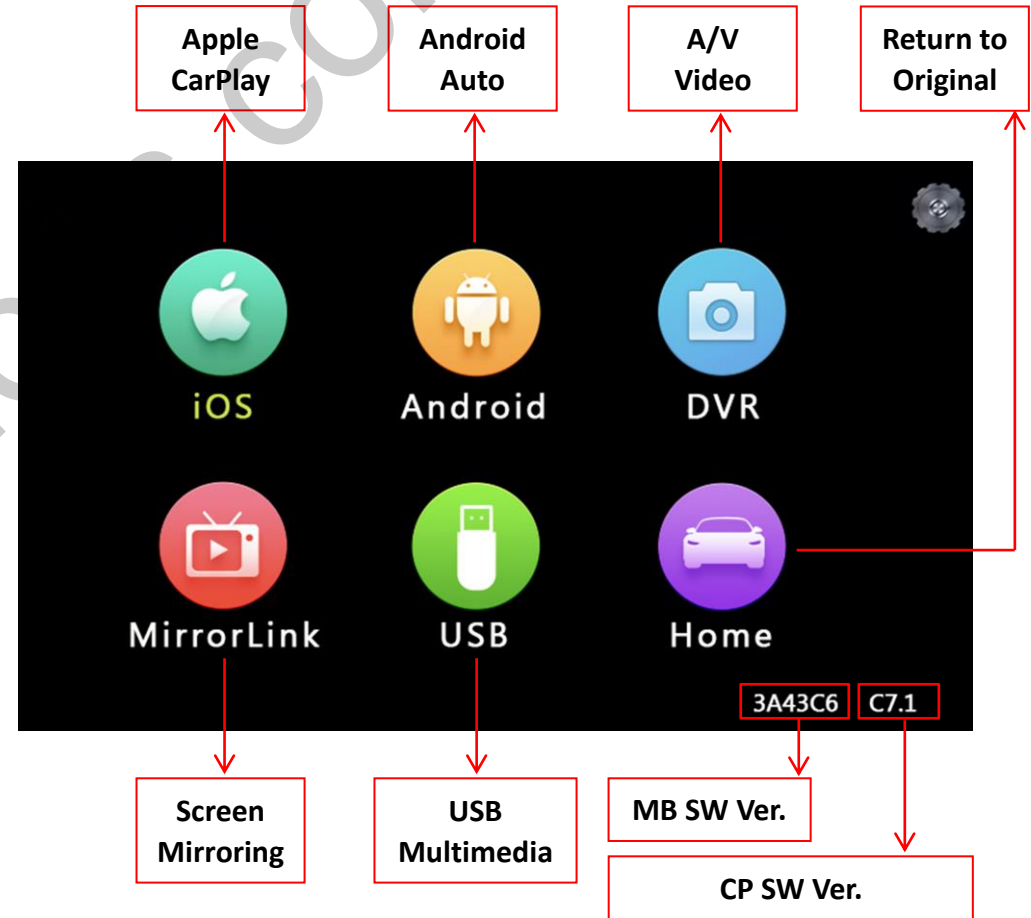 Apple
CarPlay
Android
Auto
A/V
Video
Return to
Original
iOS
Android
DVR
MirrorLink
USB
Home
3A43C6
C7.1
Screen
Mirroring
USB
Multimedia
MB SW Ver.
CP SW Ver.